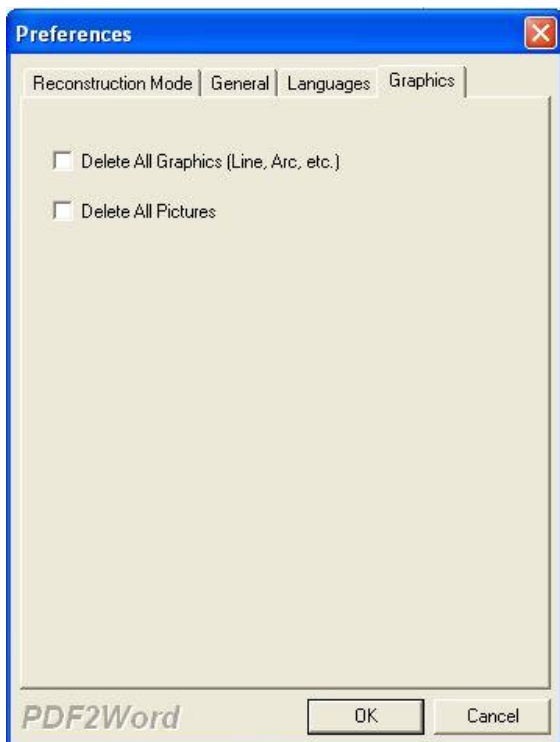 Preferences
Reconstruction Mode General Languages Graphics
Delete All Graphics (Line, Arc, etc.)
Delete All Pictures
PDF2Word OK Cancel